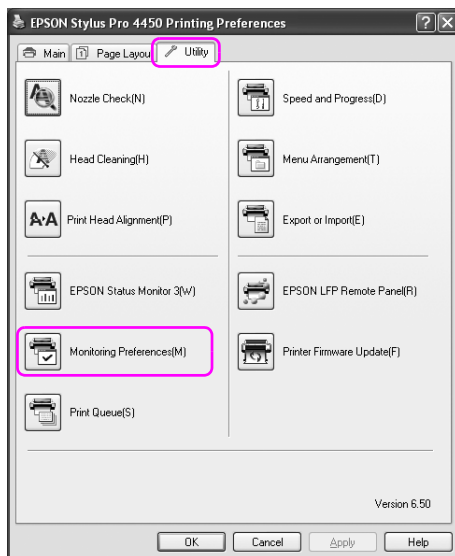 EPSON Stylus Pro 4450 Printing Preferences
Main
Page Layou
Utility
Nozzle Check(N)
Speed and Progress(D)
Head Cleaning(H)
Menu Arrangement(T)
Print Head Alignment(P)
Export or Import(E)
EPSON Status Monitor 3(W)
EPSON LFP Remote Panel(R)
Monitoring Preferences(M)
Printer Firmware Update(F)
Print Queue(S)
Version 6.50
OK
Cancel
Apply
Help